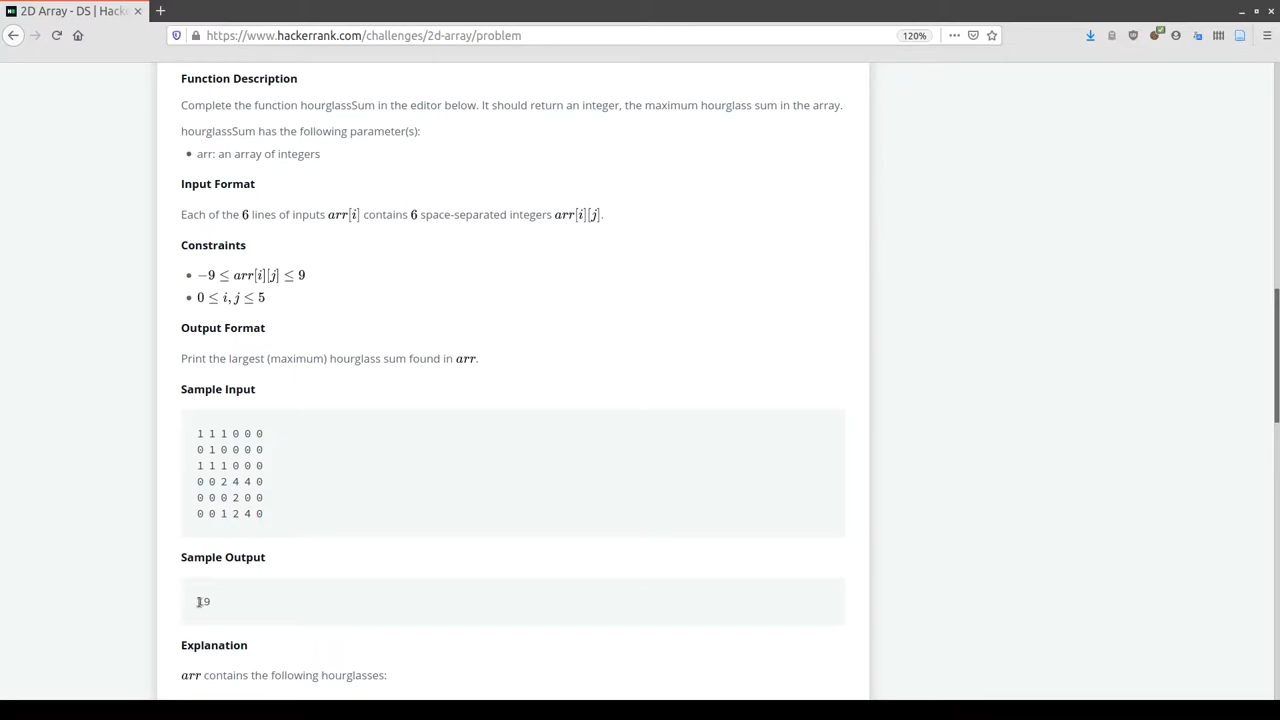 2D Array - DS | Hack
https://www.hackerrank.com/challenges/2d-array/problem
120%
Function Description
Complete the function hourglassSum in the editor below. It should return an integer, the maximum hourglass sum in the array.
hourglassSum has the following parameter(s):
• arr: an array of integers
Input Format
Each of the 6 lines of inputs arr[i] contains 6 space-separated integers arr[i][j].
Constraints
• −9 ≤ arr[i][j] ≤ 9
• 0 ≤ i, j ≤ 5
Output Format
Print the largest (maximum) hourglass sum found in arr.
Sample Input
1 1 1 0 0 0
0 1 0 0 0 0
1 1 1 0 0 0
0 0 2 4 4 0
0 0 0 2 0 0
0 0 1 2 4 0
Sample Output
19
Explanation
arr contains the following hourglasses: